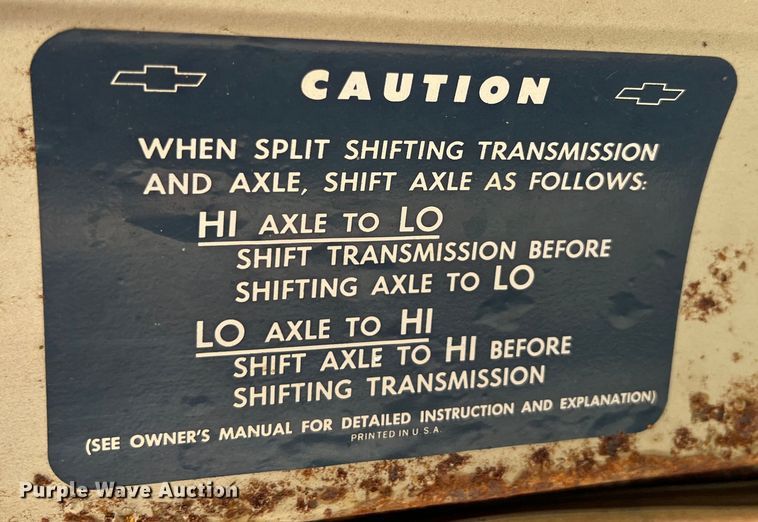 CAUTION
WHEN SPLIT SHIFTING TRANSMISSION
AND AXLE, SHIFT AXLE AS FOLLOWS:
HI AXLE TO LO
SHIFT TRANSMISSION BEFORE
SHIFTING AXLE TO LO
LO AXLE TO HI
SHIFT AXLE TO HI BEFORE
SHIFTING TRANSMISSION
(SEE OWNER'S MANUAL FOR DETAILED INSTRUCTION AND EXPLANATION)
PRINTED IN U.S.A.
Purple Wave Auction